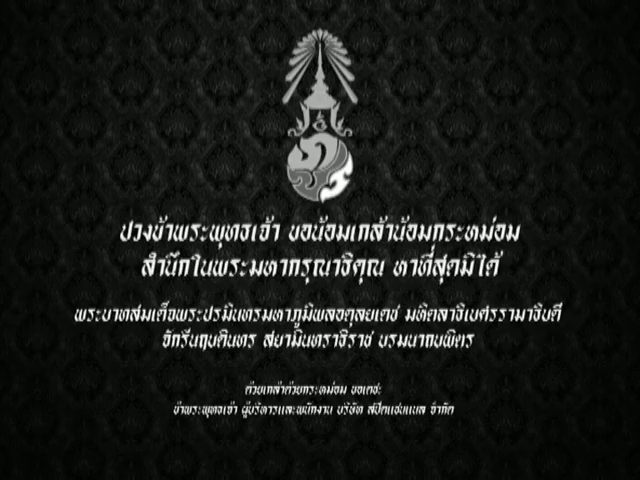 ปวงข้าพระพุทธเจ้า ขอน้อมเกล้าน้อมกระหม่อม
สำนึกในพระมหากรุณาธิคุณ หาที่สุดมิได้
พระบาทสมเด็จพระปรมินทรมหาภูมิพลอดุลยเดช มหิตลาธิเบศรรามาธิบดี
จักรีนฤบดินทร สยามินทราธิราช บรมนาถบพิตร
ด้วยเกล้าด้วยกระหม่อม ขอเดชะ
ข้าพระพุทธเจ้า ผู้บริหารและพนักงาน บริษัท สปีดแชนแนล จำกัด